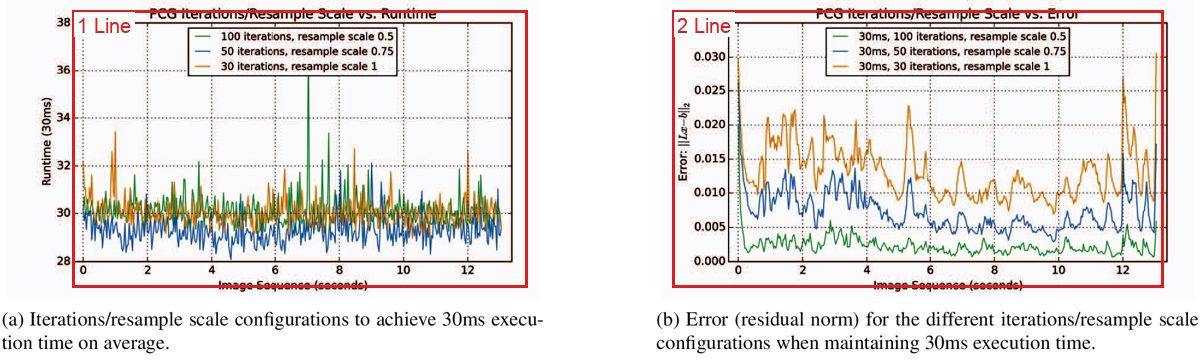 1 Line
PCG Iterations/Resample Scale vs. Runtime
38
36
34
32
30
28
Runtime (30ms)
100 iterations, resample scale 0.5
50 iterations, resample scale 0.75
30 iterations, resample scale 1
0 2 4 6 8 10 12
Image Sequence (seconds)
(a) Iterations/resample scale configurations to achieve 30ms execu-
tion time on average.
2 Line
PCG Iterations/Resample Scale vs. Error
0.030
0.025
0.020
0.015
0.010
0.005
0.000
Error: ||Lx−b||₂
30ms, 100 iterations, resample scale 0.5
30ms, 50 iterations, resample scale 0.75
30ms, 30 iterations, resample scale 1
0 2 4 6 8 10 12
Image Sequence (seconds)
(b) Error (residual norm) for the different iterations/resample scale
configurations when maintaining 30ms execution time.